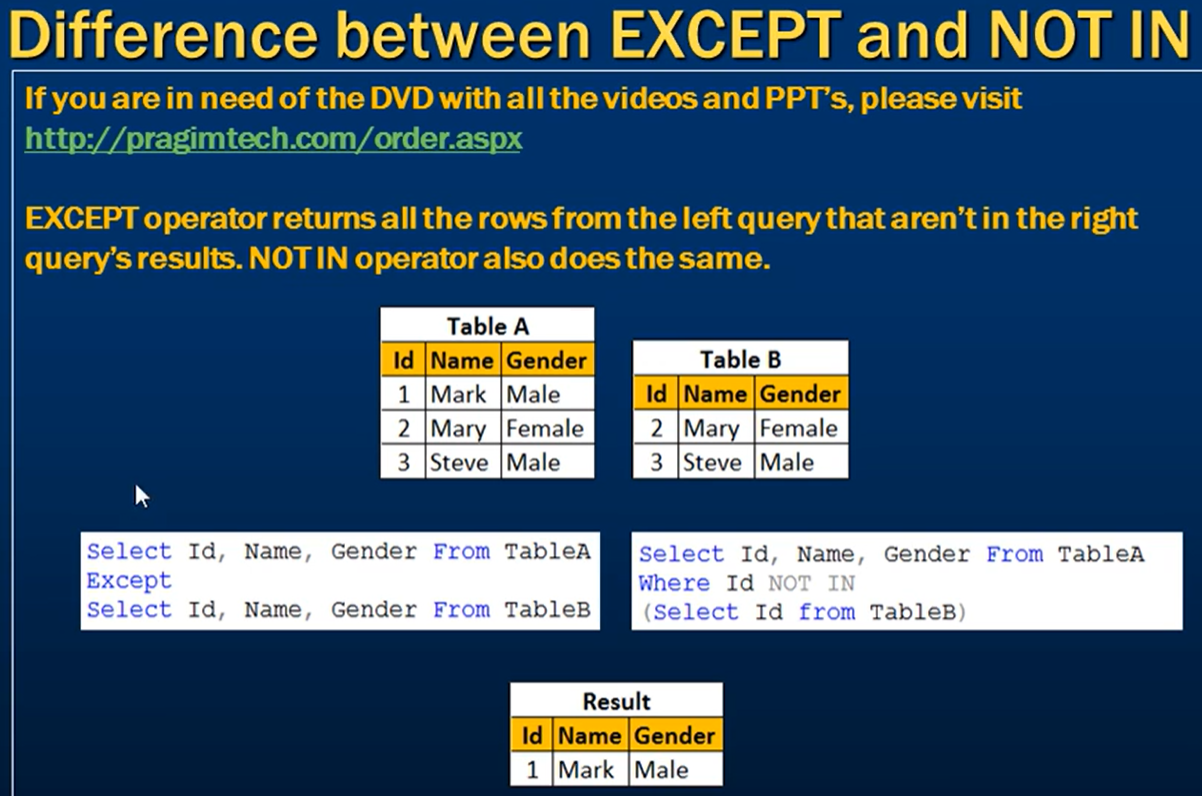 Difference between EXCEPT and NOT IN
If you are in need of the DVD with all the videos and PPT’s, please visit
http://pragimtech.com/order.aspx
EXCEPT operator returns all the rows from the left query that aren’t in the right
query’s results. NOT IN operator also does the same.
Table A
Id Name Gender
1 Mark Male
2 Mary Female
3 Steve Male
Table B
Id Name Gender
2 Mary Female
3 Steve Male
Select Id, Name, Gender From TableA
Except
Select Id, Name, Gender From TableB
Select Id, Name, Gender From TableA
Where Id NOT IN
(Select Id from TableB)
Result
Id Name Gender
1 Mark Male